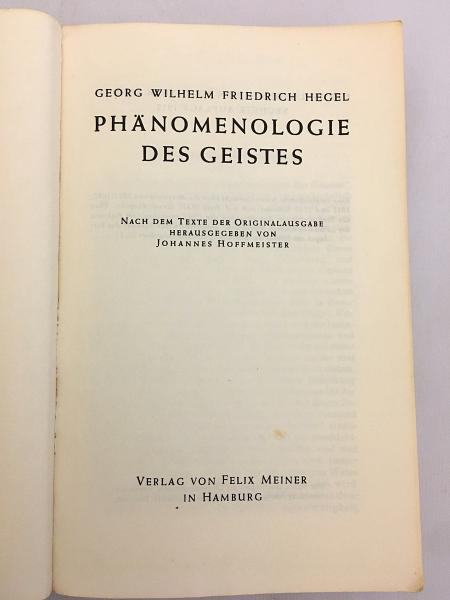 GEORG WILHELM FRIEDRICH HEGEL
PHÄNOMENOLOGIE
DES GEISTES
NACH DEM TEXTE DER ORIGINALAUSGABE
HERAUSGEGEBEN VON
JOHANNES HOFFMEISTER
VERLAG VON FELIX MEINER
IN HAMBURG